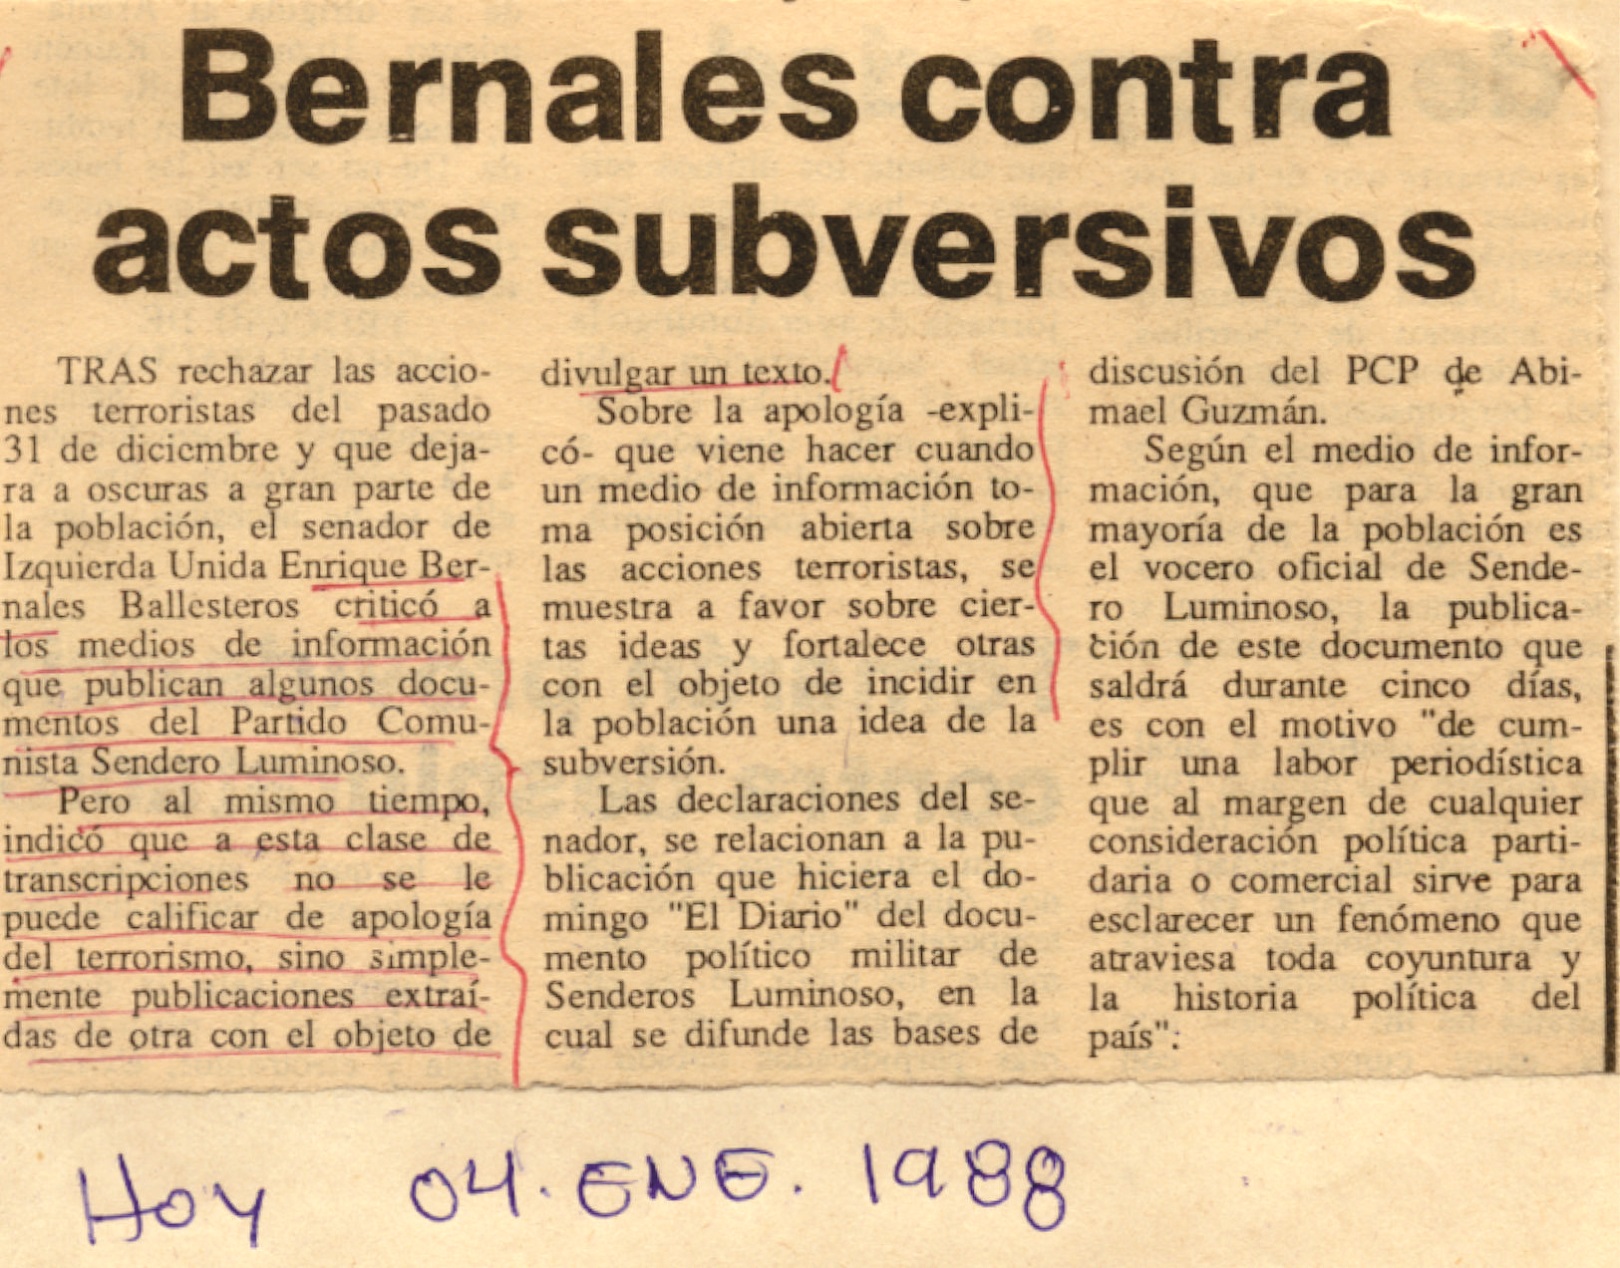 Bernales contra
actos subversivos
TRAS rechazar las accio-
nes terroristas del pasado
31 de diciembre y que deja-
ra a oscuras a gran parte de
la población, el senador de
Izquierda Unida Enrique Ber-
nales Ballesteros criticó a
los medios de información
que publican algunos docu-
mentos del Partido Comu-
nista Sendero Luminoso.
Pero al mismo tiempo,
indicó que a esta clase de
transcripciones no se le
puede calificar de apología
del terrorismo, sino simple-
mente publicaciones extraí-
das de otra con el objeto de
divulgar un texto.
Sobre la apología -expli-
có- que viene hacer cuando
un medio de información to-
ma posición abierta sobre
las acciones terroristas, se
muestra a favor sobre cier-
tas ideas y fortalece otras
con el objeto de incidir en
la población una idea de la
subversión.
Las declaraciones del se-
nador, se relacionan a la pu-
blicación que hiciera el do-
mingo "El Diario" del docu-
mento político militar de
Senderos Luminoso, en la
cual se difunde las bases de
discusión del PCP de Abi-
mael Guzmán.
Según el medio de infor-
mación, que para la gran
mayoría de la población es
el vocero oficial de Sende-
ro Luminoso, la publica-
ción de este documento que
saldrá durante cinco días,
es con el motivo "de cum-
plir una labor periodística
que al margen de cualquier
consideración política parti-
daria o comercial sirve para
esclarecer un fenómeno que
atraviesa toda coyuntura y
la historia política del
país":
Hoy 04. ENE. 1988